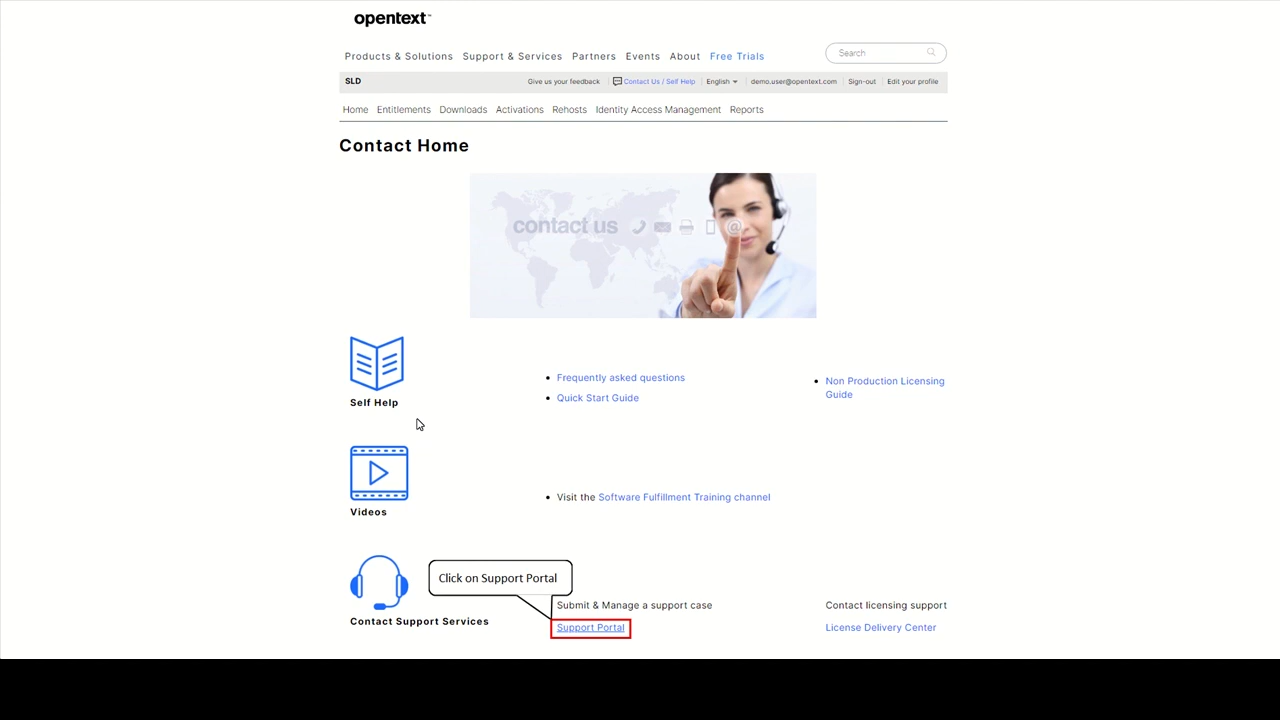 opentext™
Products & Solutions Support & Services Partners Events About Free Trials
Search
SLD
Give us your feedback Contact Us / Self Help English demo.user@opentext.com Sign-out Edit your profile
Home Entitlements Downloads Activations Rehosts Identity Access Management Reports
Contact Home
contact us
@
Self Help
Frequently asked questions
Quick Start Guide
Non Production Licensing
Guide
Videos
Visit the Software Fulfillment Training channel
Contact Support Services
Click on Support Portal
Submit & Manage a support case
Support Portal
Contact licensing support
License Delivery Center